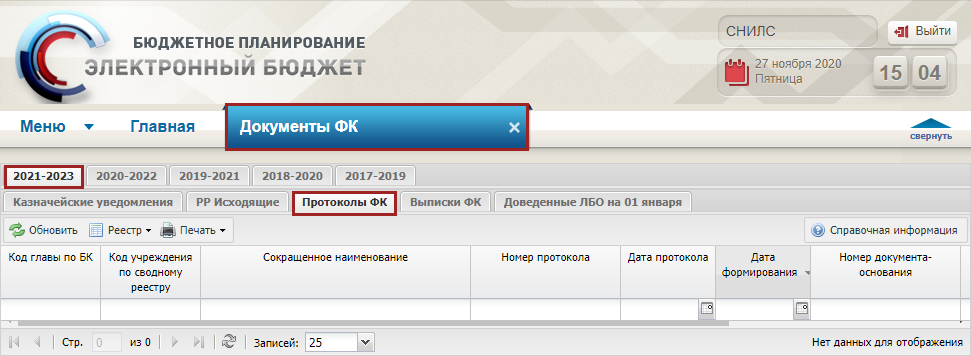 СНИЛС
Выйти
БЮДЖЕТНОЕ ПЛАНИРОВАНИЕ
ЭЛЕКТРОННЫЙ БЮДЖЕТ
27 ноября 2020
Пятница
15 04
Меню Главная Документы ФК
свернуть
2021-2023 2020-2022 2019-2021 2018-2020 2017-2019
Казначейские уведомления РР Исходящие Протоколы ФК Выписки ФК Доведенные ЛБО на 01 января
Обновить Реестр Печать Справочная информация
Код главы по БК
Код учреждения по сводному реестру
Сокращенное наименование
Номер протокола
Дата протокола
Дата формирования
Номер документа-основания
Стр. 0 из 0 Записей: 25 Нет данных для отображения